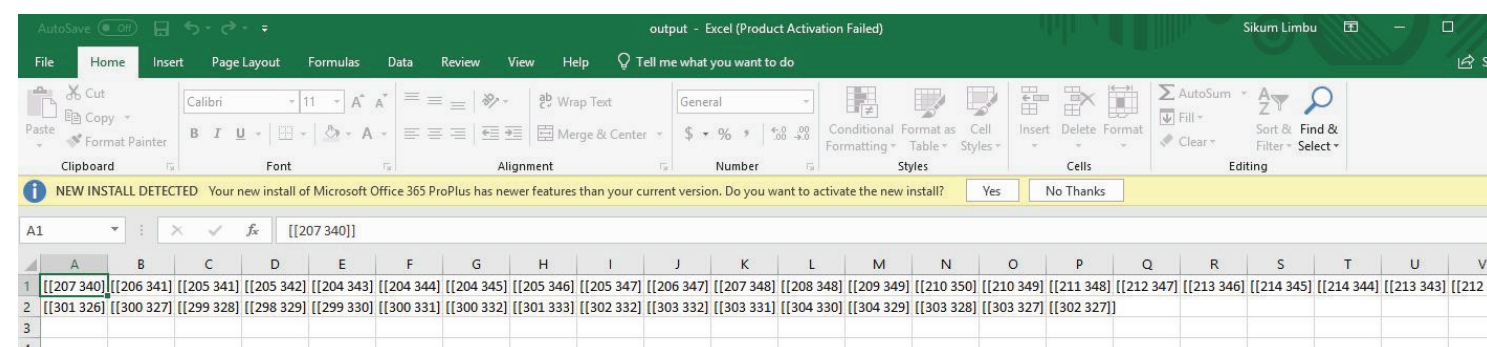 AutoSave Off output - Excel (Product Activation Failed) Sikum Limbu
File Home Insert Page Layout Formulas Data Review View Help Tell me what you want to do S
Cut
Copy
Paste
Format Painter
Calibri 11 A A
B I U A
ab Wrap Text
Merge & Center
General
$ % , .00 .0
Conditional Formatting
Format as Table
Cell Styles
Insert Delete Format
AutoSum
Fill
Clear
Sort & Filter
Find & Select
Clipboard Font Alignment Number Styles Cells Editing
NEW INSTALL DETECTED Your new install of Microsoft Office 365 ProPlus has newer features than your current version. Do you want to activate the new install? Yes No Thanks
A1 fx [[207 340]]
A B C D E F G H I J K L M N O P Q R S T U V
1 [[207 340] [[206 341] [[205 341] [[205 342] [[204 343] [[204 344] [[204 345] [[205 346] [[205 347] [[206 347] [[207 348] [[208 348] [[209 349] [[210 350] [[210 349] [[211 348] [[212 347] [[213 346] [[214 345] [[214 344] [[213 343] [[212
2 [[301 326] [[300 327] [[299 328] [[298 329] [[299 330] [[300 331] [[300 332] [[301 333] [[302 332] [[303 332] [[303 331] [[304 330] [[304 329] [[303 328] [[303 327] [[302 327]]
3